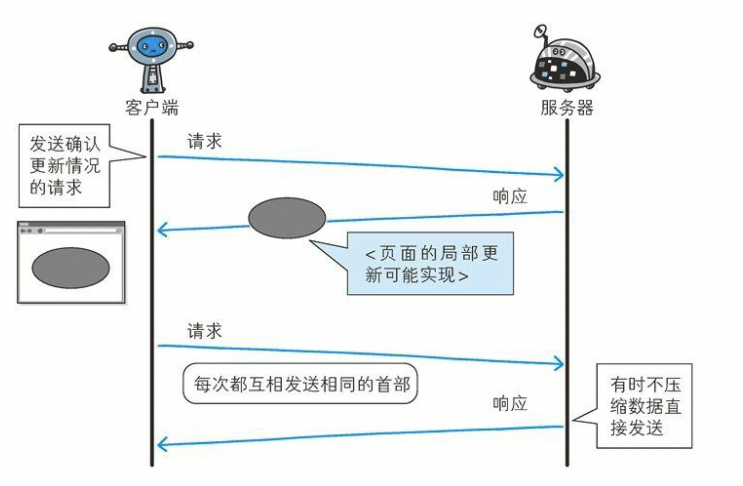 客户端
服务器
发送确认
更新情况
的请求
请求
响应
<页面的局部更
新可能实现>
请求
每次都互相发送相同的首部
响应
有时不压
缩数据直
接发送